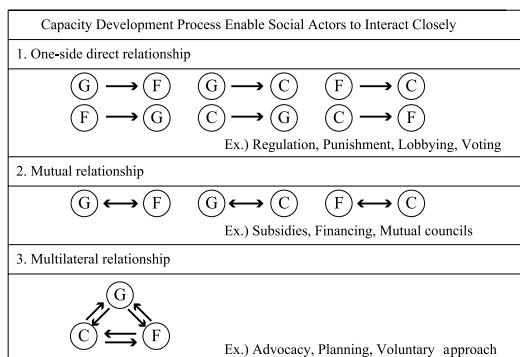 Capacity Development Process Enable Social Actors to Interact Closely
1. One-side direct relationship
G F G C F C
F G C G C F
Ex.) Regulation, Punishment, Lobbying, Voting
2. Mutual relationship
G F G C F C
Ex.) Subsidies, Financing, Mutual councils
3. Multilateral relationship
G
C F
Ex.) Advocacy, Planning, Voluntary approach